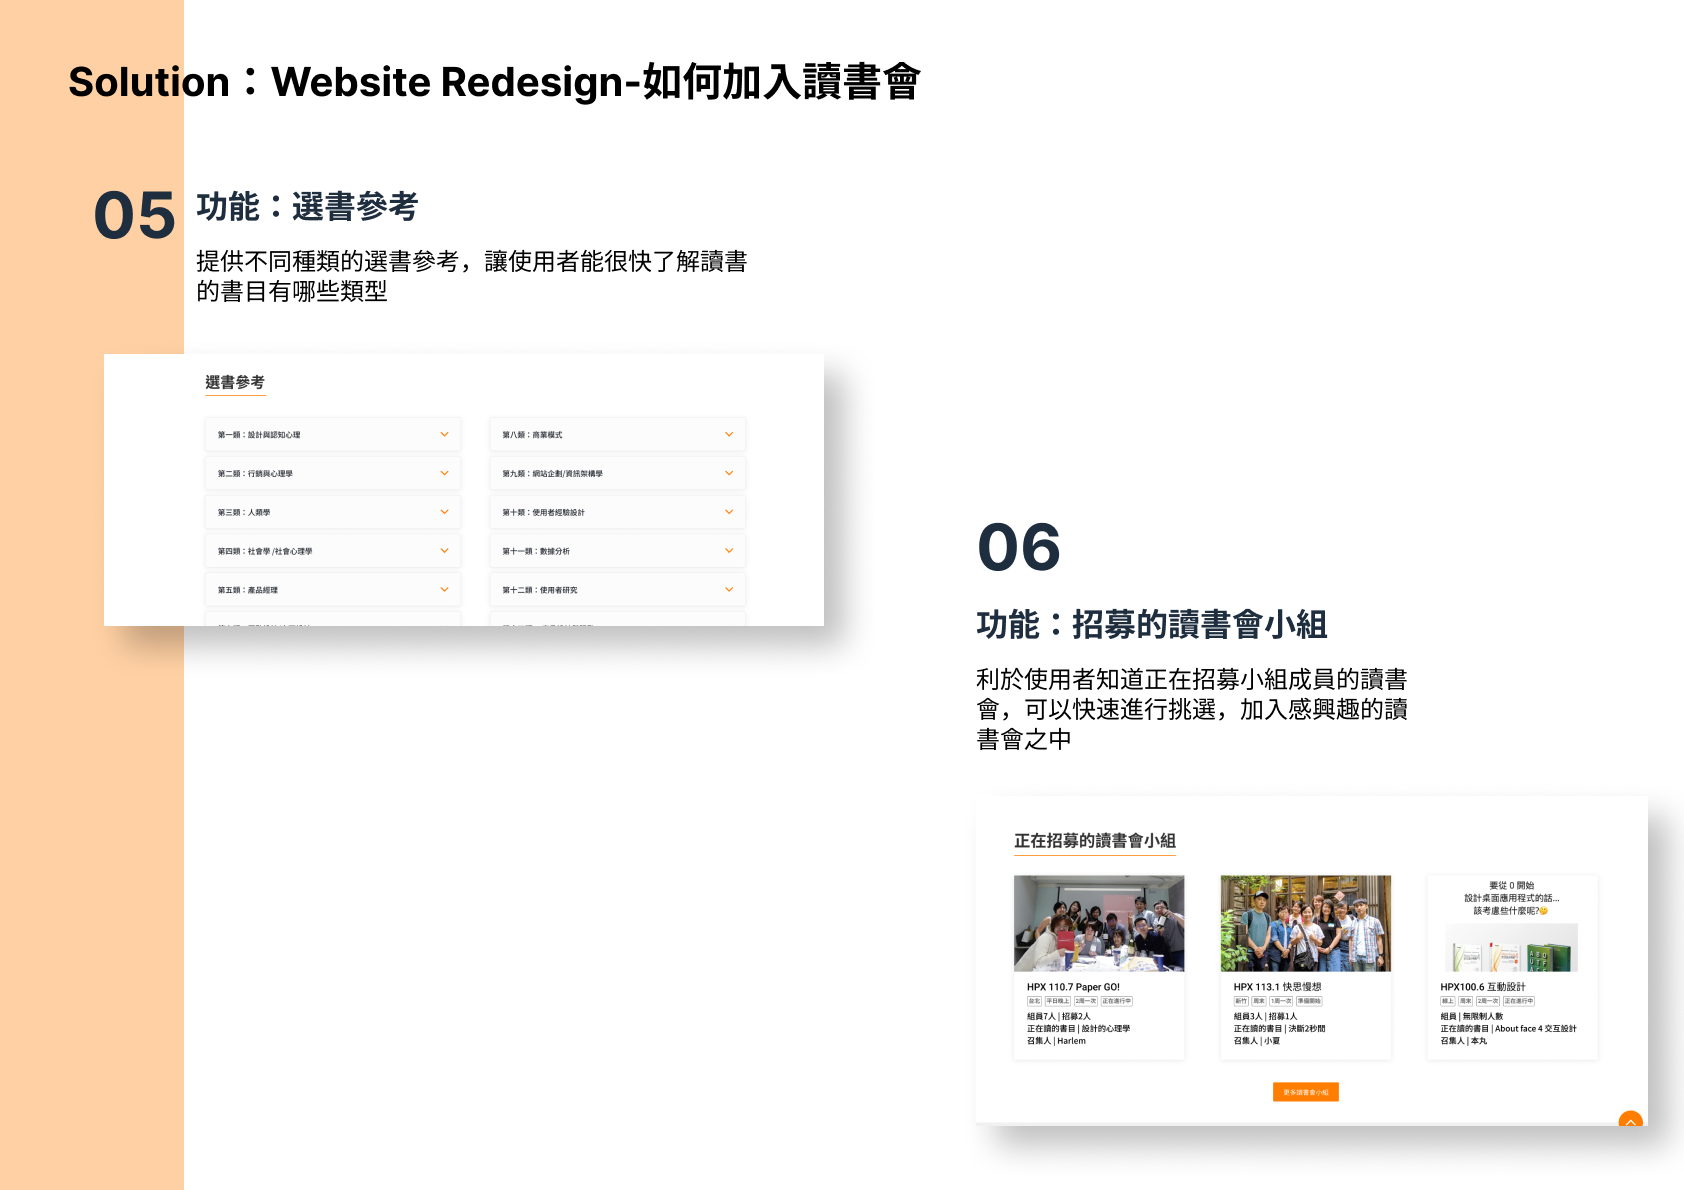 Solution：Website Redesign-如何加入讀書會
05
功能：選書參考
提供不同種類的選書參考，讓使用者能很快了解讀書
的書目有哪些類型
選書參考
第一類：設計與認知心理
第二類：行銷與心理學
第三類：人類學
第四類：社會學 /社會心理學
第五類：產品經理
第八類：商業模式
第九類：網站企劃/資訊架構學
第十類：使用者經驗設計
第十一類：數據分析
第十二類：使用者研究
06
功能：招募的讀書會小組
利於使用者知道正在招募小組成員的讀書
會，可以快速進行挑選，加入感興趣的讀
書會之中
正在招募的讀書會小組
HPX 110.7 Paper GO!
台北 平日晚上 2周一次 正在進行中
組員7人 | 招募2人
正在讀的書目 | 設計的心理學
召集人 | Harlem
HPX 113.1 快思慢想
新竹 周末 1周一次 準備開始
組員3人 | 招募1人
正在讀的書目 | 決斷2秒間
召集人 | 小夏
要從 0 開始
設計桌面應用程式的話...
該考慮些什麼呢?🤔
HPX100.6 互動設計
線上 周末 2周一次 正在進行中
組員 | 無限制人數
正在讀的書目 | About face 4 交互設計
召集人 | 本丸
更多讀書會小組